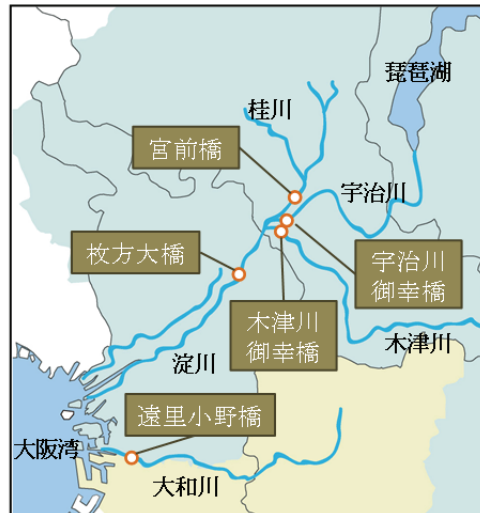 琵琶湖
桂川
宮前橋
宇治川
枚方大橋
宇治川
御幸橋
木津川
御幸橋
木津川
淀川
遠里小野橋
大阪湾
大和川